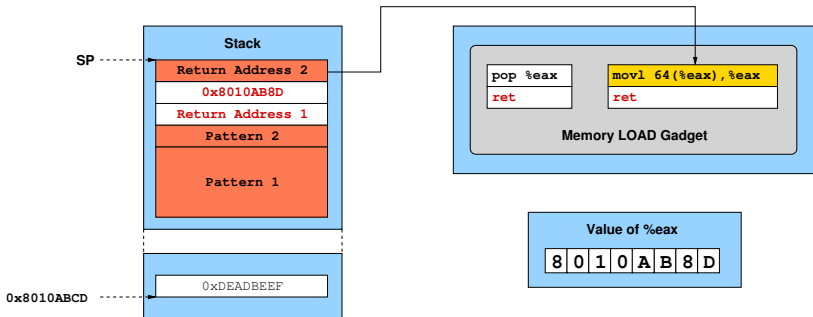 Stack
SP
Return Address 2
0x8010AB8D
Return Address 1
Pattern 2
Pattern 1
0xDEADBEEF
0x8010ABCD
pop %eax
ret
movl 64(%eax),%eax
ret
Memory LOAD Gadget
Value of %eax
8 0 1 0 A B 8 D